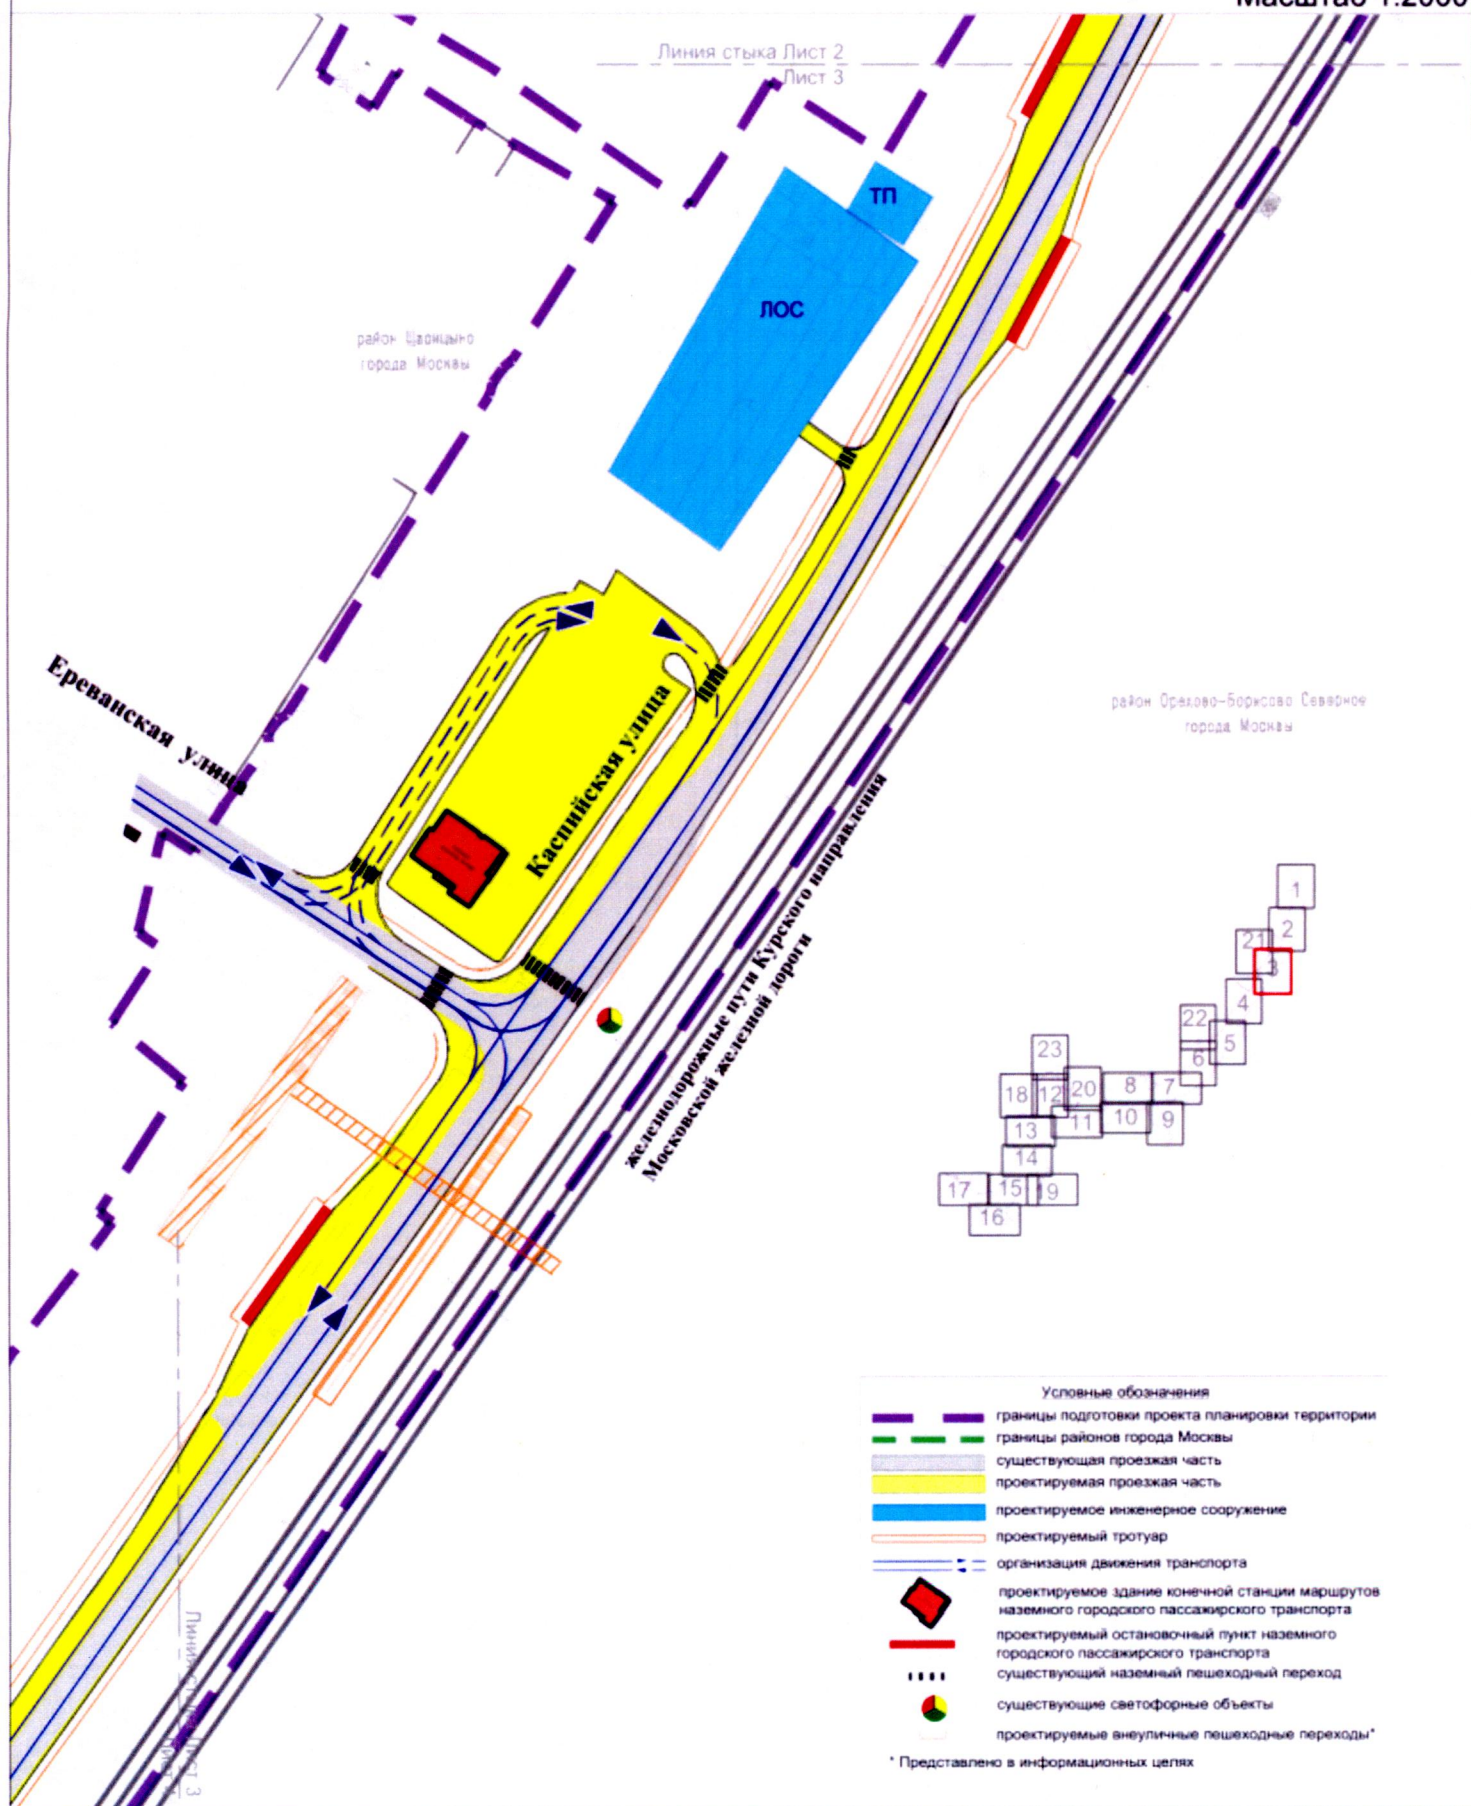 Масштаб 1:2000
Линия стыка Лист 2
Лист 3
ТП
ЛОС
район Царицыно
города Москвы
Ереванская улица
Каспийская улица
район Орехово-Борисово Северное
города Москвы
железнодорожные пути Курского направления
Московской железной дороги
1
2
21
3
4
22
5
6
23
18
12
20
8
7
13
11
10
9
14
17
15
19
16
Условные обозначения
границы подготовки проекта планировки территории
границы районов города Москвы
существующая проезжая часть
проектируемая проезжая часть
проектируемое инженерное сооружение
проектируемый тротуар
организация движения транспорта
проектируемое здание конечной станции маршрутов
наземного городского пассажирского транспорта
проектируемый остановочный пункт наземного
городского пассажирского транспорта
существующий наземный пешеходный переход
существующие светофорные объекты
проектируемые внеуличные пешеходные переходы*
* Представлено в информационных целях
Линия стыка Лист 3